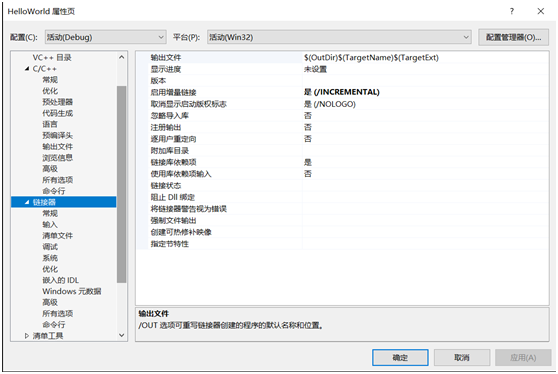 HelloWorld 属性页
配置(C): 活动(Debug) 平台(P): 活动(Win32) 配置管理器(O)...
VC++ 目录
C/C++
常规
优化
预处理器
代码生成
语言
预编译头
输出文件
浏览信息
高级
所有选项
命令行
链接器
常规
输入
清单文件
调试
系统
优化
嵌入的 IDL
Windows 元数据
高级
所有选项
命令行
清单工具
输出文件 $(OutDir)$(TargetName)$(TargetExt)
显示进度 未设置
版本
启用增量链接 是 (/INCREMENTAL)
取消显示启动版权标志 是 (/NOLOGO)
忽略导入库 否
注册输出 否
逐用户重定向 否
附加库目录
链接库依赖项 是
使用库依赖项输入 否
链接状态
阻止 Dll 绑定
将链接器警告视为错误
强制文件输出
创建可热修补映像
指定节特性
输出文件
/OUT 选项可重写链接器创建的程序的默认名称和位置。
确定 取消 应用(A)